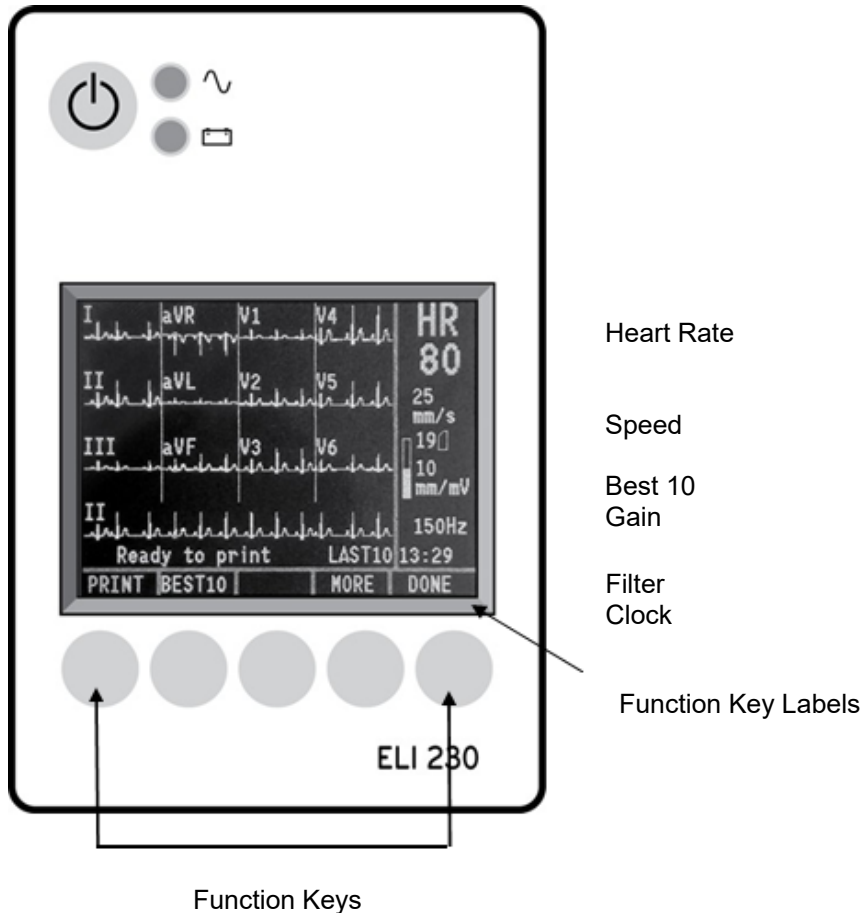 I aVR V1 V4 HR
80
II aVL V2 V5 25
mm/s
19
III aVF V3 V6 10
mm/mV
II 150Hz
Ready to print LAST10 13:29
PRINT BEST10 MORE DONE
ELI 230
Heart Rate
Speed
Best 10
Gain
Filter
Clock
Function Key Labels
Function Keys